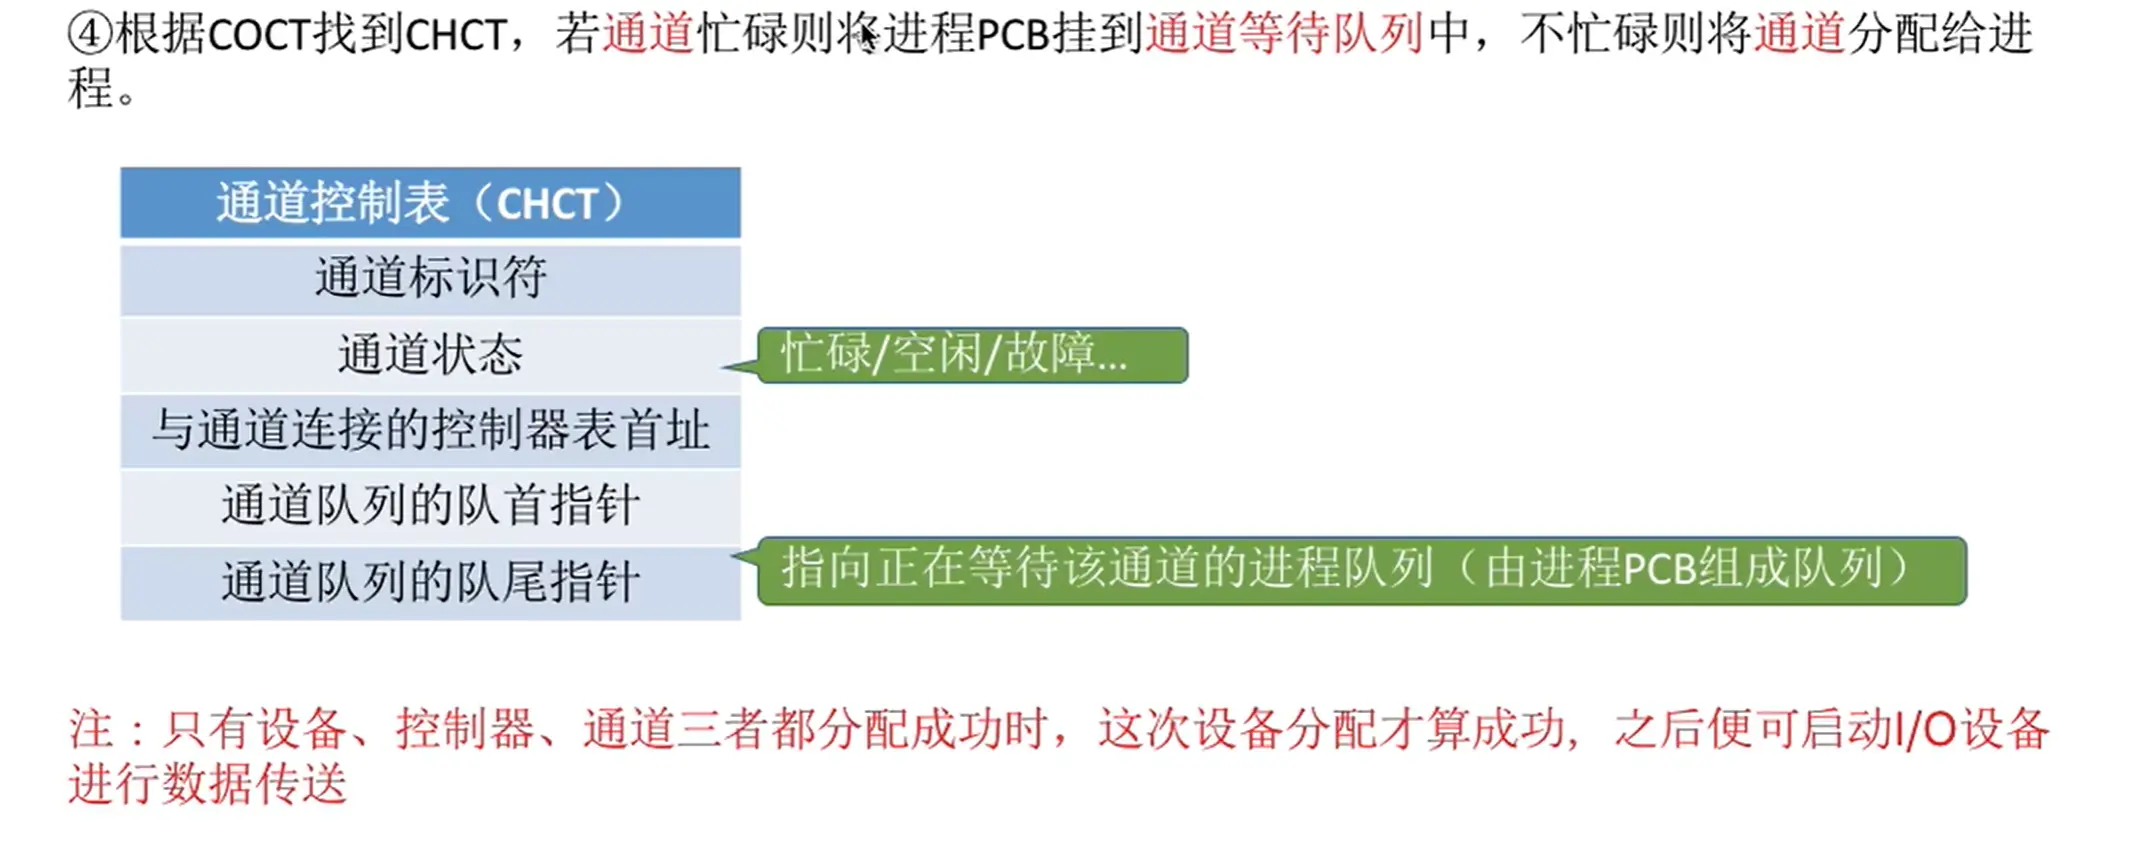 ④根据COCT找到CHCT，若通道忙碌则将进程PCB挂到通道等待队列中，不忙碌则将通道分配给进
程。
通道控制表（CHCT）
通道标识符
通道状态
忙碌/空闲/故障...
与通道连接的控制器表首址
通道队列的队首指针
通道队列的队尾指针
指向正在等待该通道的进程队列（由进程PCB组成队列）
注：只有设备、控制器、通道三者都分配成功时，这次设备分配才算成功，之后便可启动I/O设备
进行数据传送